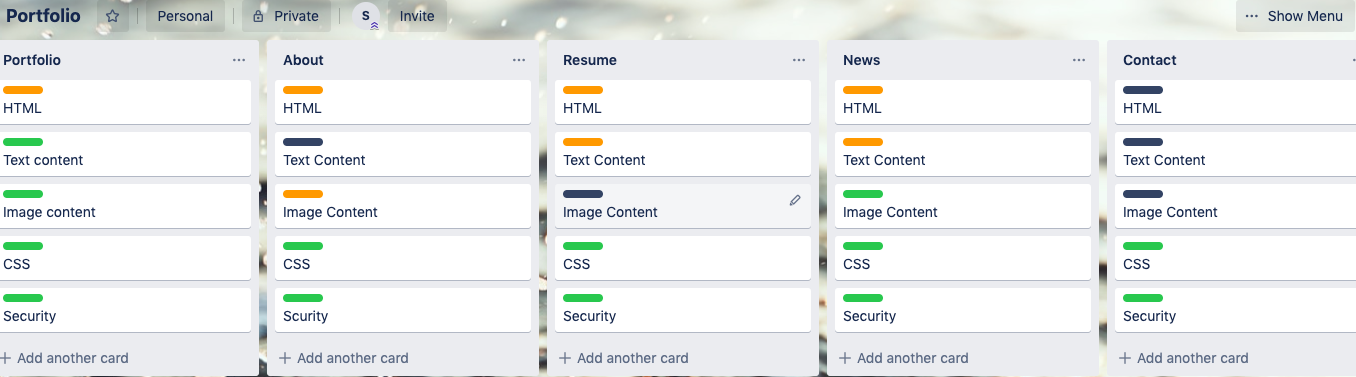 Portfolio Personal Private S Invite ... Show Menu
Portfolio ... About ... Resume ... News ... Contact
HTML HTML HTML HTML HTML
Text content Text Content Text Content Text Content Text Content
Image content Image Content Image Content Image Content Image Content
CSS CSS CSS CSS CSS
Security Scurity Security Security Security
+ Add another card + Add another card + Add another card + Add another card + Add another card